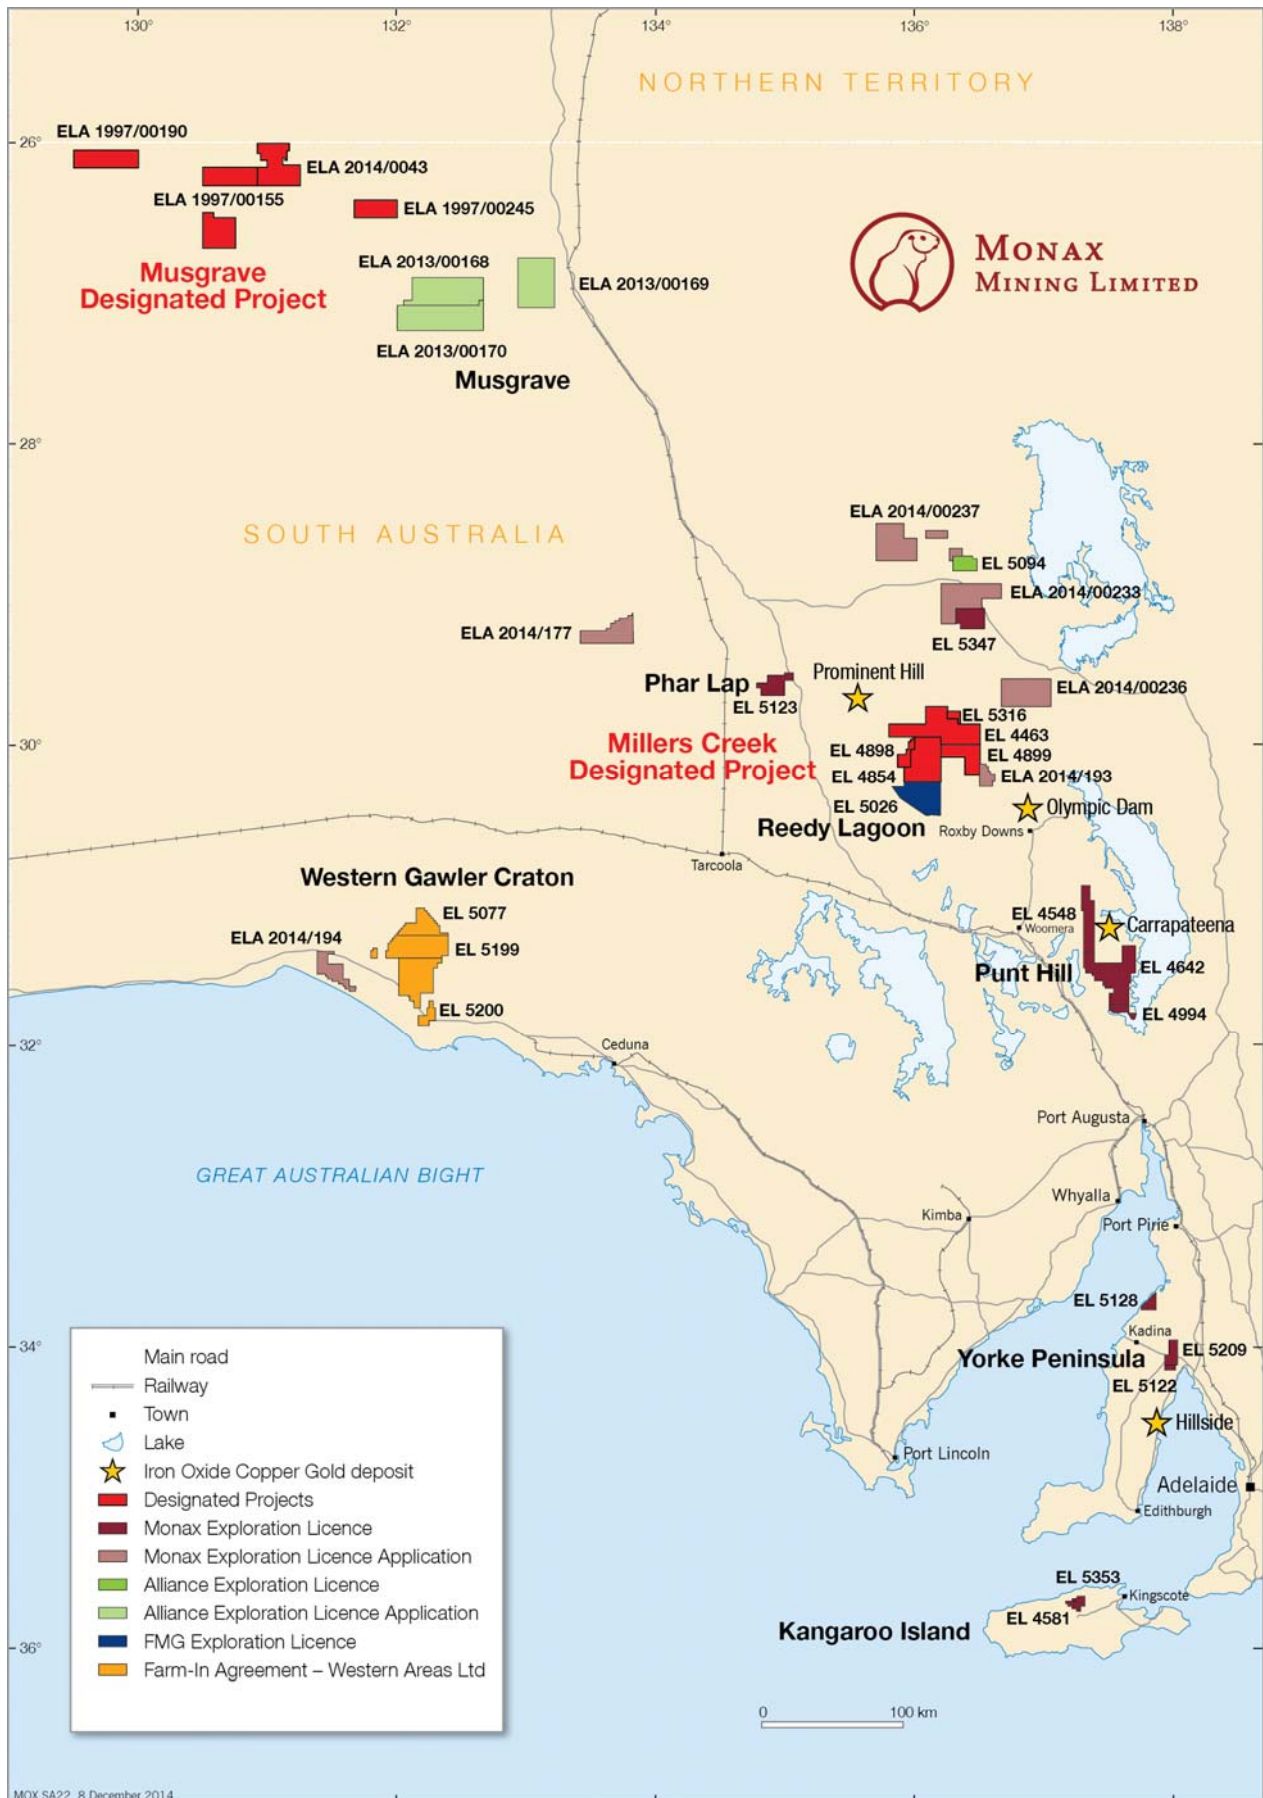 130°
132°
134°
136°
138°
NORTHERN TERRITORY
26°
ELA 1997/00190
ELA 2014/0043
ELA 1997/00155
ELA 1997/00245
Musgrave
Designated Project
MONAX
MINING LIMITED
ELA 2013/00168
ELA 2013/00169
ELA 2013/00170
Musgrave
28°
SOUTH AUSTRALIA
ELA 2014/00237
EL 5094
ELA 2014/00233
EL 5347
ELA 2014/177
Phar Lap
EL 5123
Prominent Hill
ELA 2014/00236
EL 5316
EL 4463
30°
Millers Creek
Designated Project
EL 4898
EL 4899
EL 4854
ELA 2014/193
EL 5026
Olympic Dam
Reedy Lagoon
Roxby Downs
Tarcoola
Western Gawler Craton
EL 5077
ELA 2014/194
EL 5199
EL 5200
EL 4548
Woomera
Carrapateena
Punt Hill
EL 4642
EL 4994
32°
Ceduna
Port Augusta
GREAT AUSTRALIAN BIGHT
Whyalla
Kimba
Port Pirie
EL 5128
Kadina
34°
Yorke Peninsula
EL 5209
EL 5122
Hillside
Port Lincoln
Adelaide
Edithburgh
EL 5353
Kingscote
EL 4581
Kangaroo Island
36°
Main road
Railway
Town
Lake
Iron Oxide Copper Gold deposit
Designated Projects
Monax Exploration Licence
Monax Exploration Licence Application
Alliance Exploration Licence
Alliance Exploration Licence Application
FMG Exploration Licence
Farm-In Agreement – Western Areas Ltd
0 100 km
MOX SA22 8 December 2014